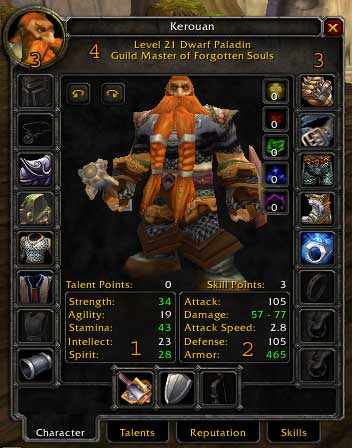 Kerouan
3
4
Level 21 Dwarf Paladin
Guild Master of Forgotten Souls
3
0
0
0
0
0
Talent Points: 0 Skill Points: 3
Strength: 34 Attack: 105
Agility: 19 Damage: 57 - 77
Stamina: 43 Attack Speed: 2.8
Intellect: 23 Defense: 105
Spirit: 28 Armor: 465
1
2
Character Talents Reputation Skills